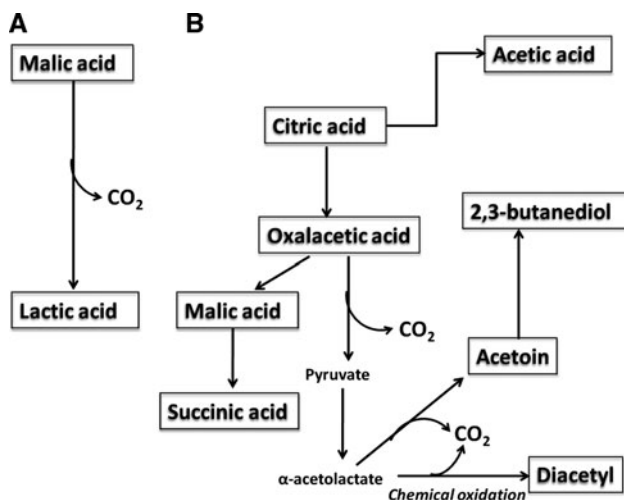 A
B
Malic acid
Acetic acid
Citric acid
CO₂
2,3-butanediol
Oxalacetic acid
Lactic acid
Malic acid
CO₂
Acetoin
Pyruvate
Succinic acid
CO₂
α-acetolactate
Diacetyl
Chemical oxidation